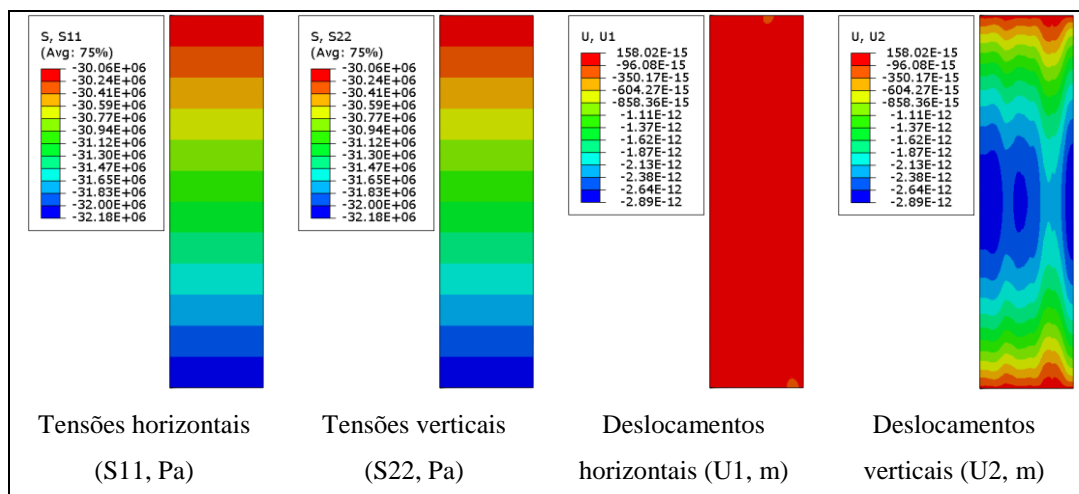 S, S11
(Avg: 75%)
-30.06E+06
-30.24E+06
-30.41E+06
-30.59E+06
-30.77E+06
-30.94E+06
-31.12E+06
-31.30E+06
-31.47E+06
-31.65E+06
-31.83E+06
-32.00E+06
-32.18E+06
S, S22
(Avg: 75%)
-30.06E+06
-30.24E+06
-30.41E+06
-30.59E+06
-30.77E+06
-30.94E+06
-31.12E+06
-31.30E+06
-31.47E+06
-31.65E+06
-31.83E+06
-32.00E+06
-32.18E+06
U, U1
158.02E-15
-96.08E-15
-350.17E-15
-604.27E-15
-858.36E-15
-1.11E-12
-1.37E-12
-1.62E-12
-1.87E-12
-2.13E-12
-2.38E-12
-2.64E-12
-2.89E-12
U, U2
158.02E-15
-96.08E-15
-350.17E-15
-604.27E-15
-858.36E-15
-1.11E-12
-1.37E-12
-1.62E-12
-1.87E-12
-2.13E-12
-2.38E-12
-2.64E-12
-2.89E-12
Tensões horizontais
(S11, Pa)
Tensões verticais
(S22, Pa)
Deslocamentos
horizontais (U1, m)
Deslocamentos
verticais (U2, m)